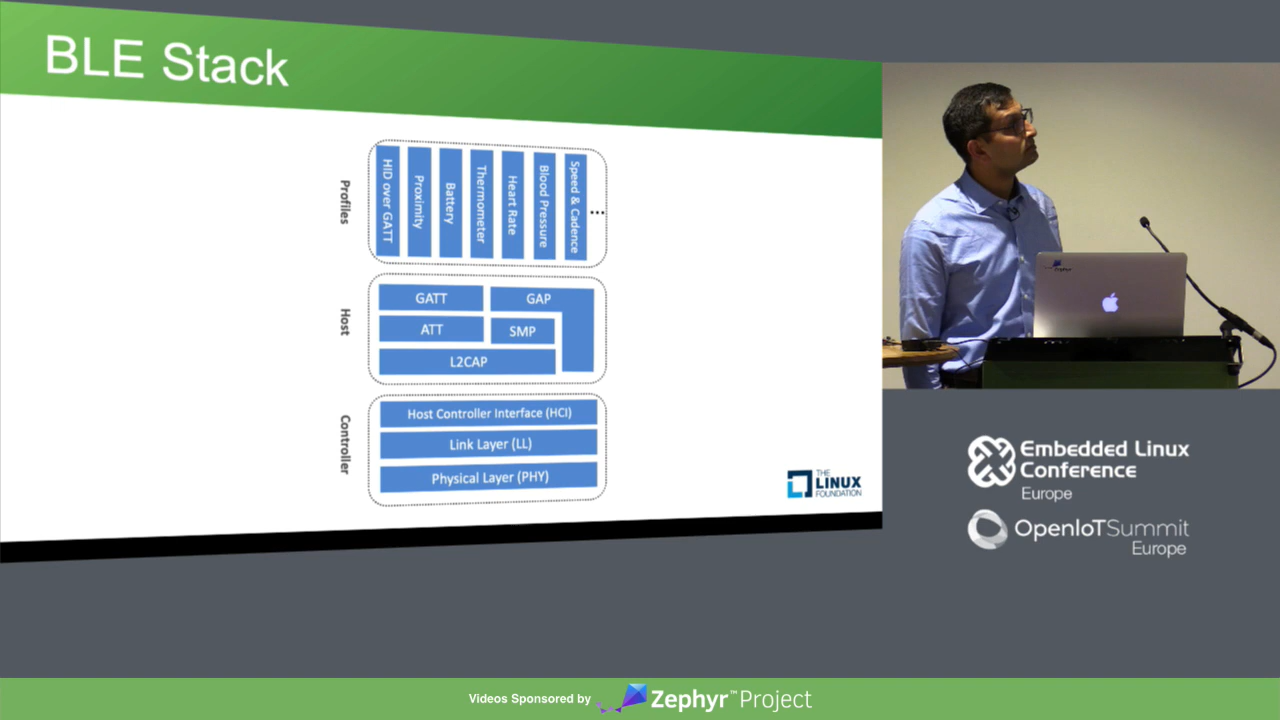 BLE Stack
Profiles
HID over GATT
Proximity
Battery
Thermometer
Heart Rate
Blood Pressure
Speed & Cadence
...
Host
GATT
GAP
ATT
SMP
L2CAP
Controller
Host Controller Interface (HCI)
Link Layer (LL)
Physical Layer (PHY)
THE
LINUX
FOUNDATION
Zephyr
Embedded Linux
Conference
Europe
OpenIoTSummit
Europe
Videos Sponsored by Zephyr™Project